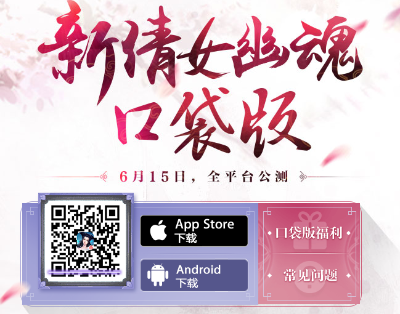 新倩女幽魂
口袋版
6月15日，全平台公测
App Store
下载
Android
下载
口袋版福利
常见问题